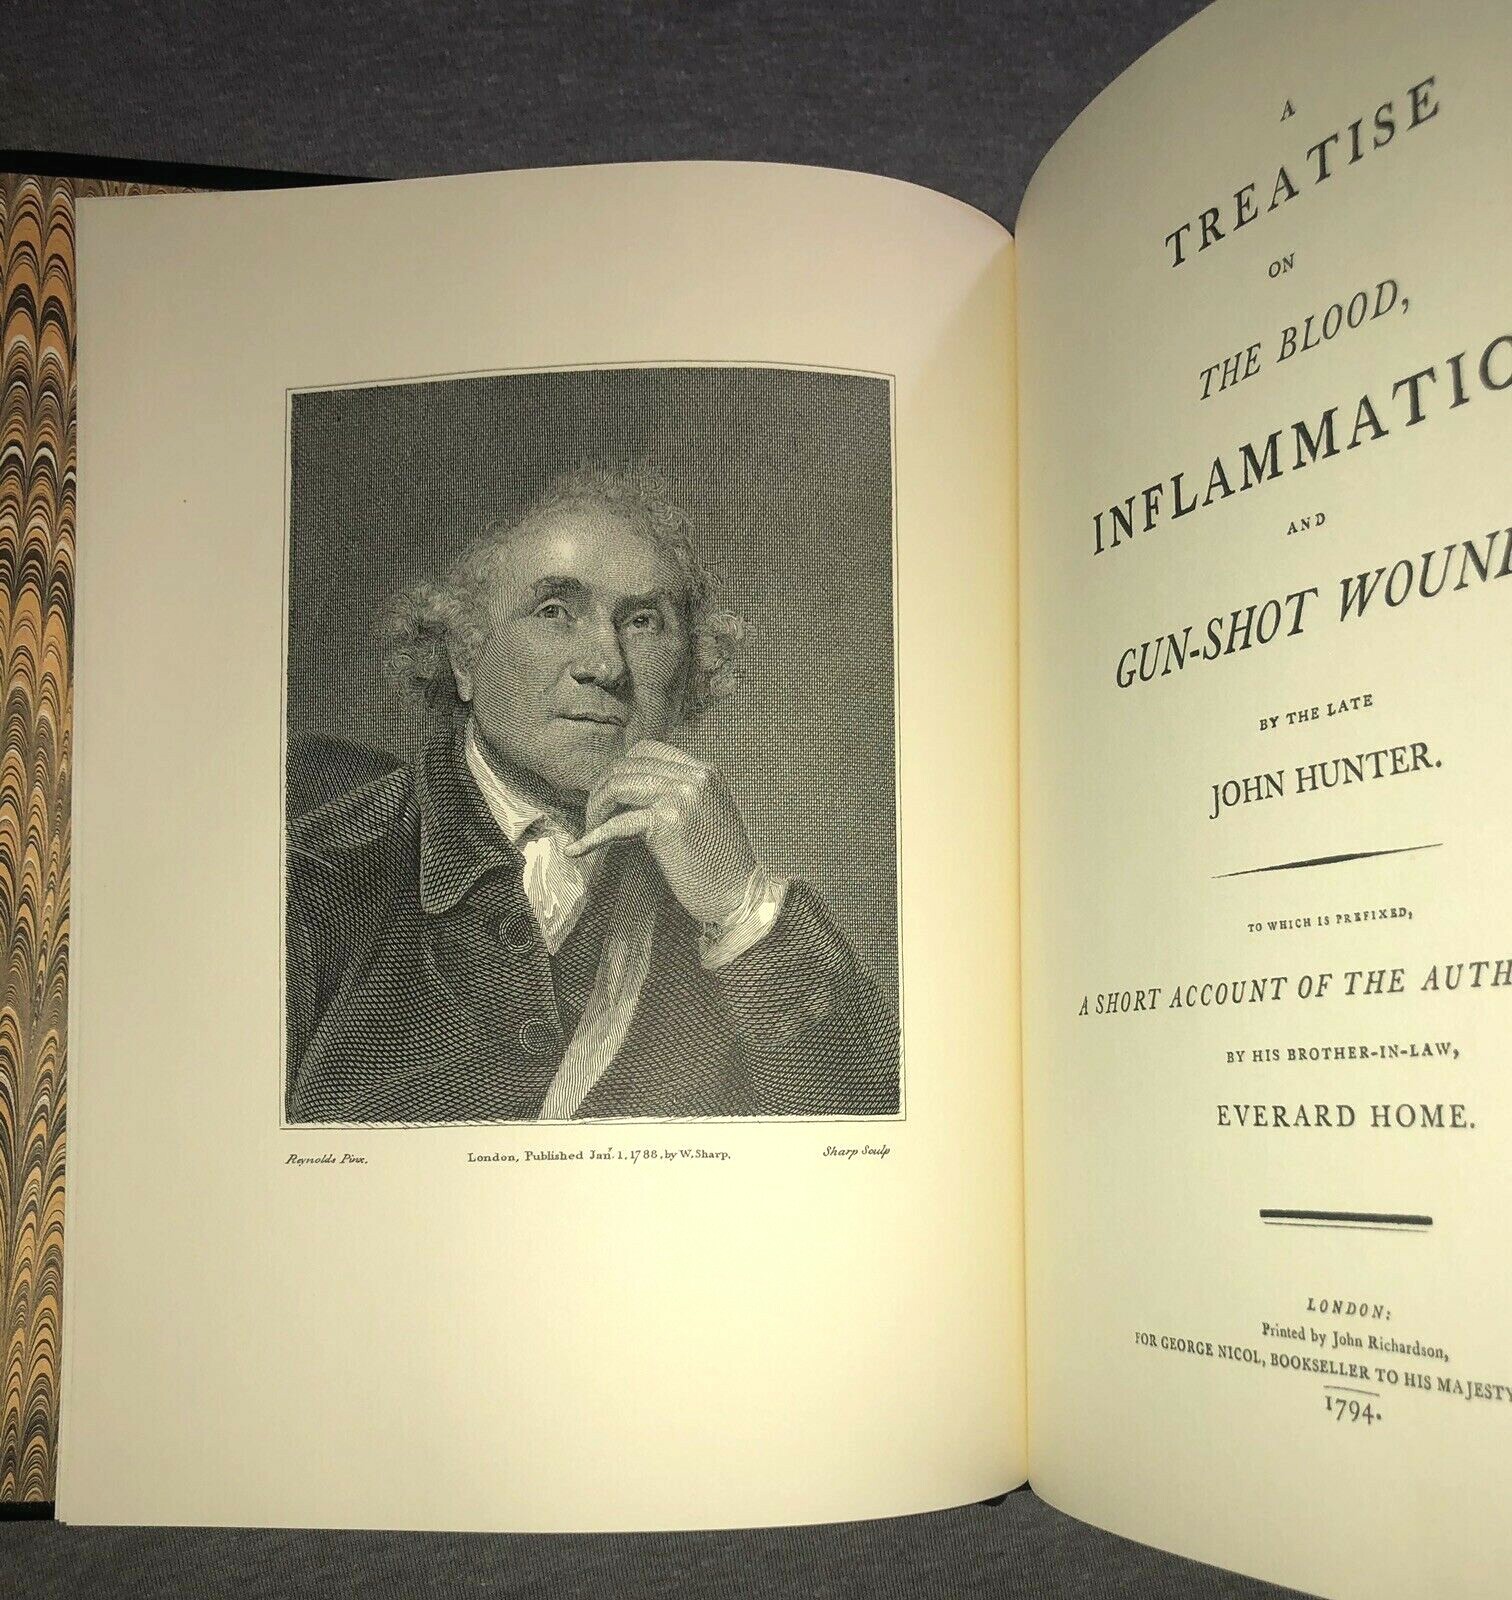 Reynolds Pinx. London, Published Janʸ. 1. 1788, by W. Sharp. Sharp Sculp
A
TREATISE
ON
THE BLOOD,
INFLAMMATIO
AND
GUN-SHOT WOUN
BY THE LATE
JOHN HUNTER.
TO WHICH IS PREFIXED,
A SHORT ACCOUNT OF THE AUTH
BY HIS BROTHER-IN-LAW,
EVERARD HOME.
LONDON:
Printed by John Richardson,
FOR GEORGE NICOL, BOOKSELLER TO HIS MAJESTY
1794.